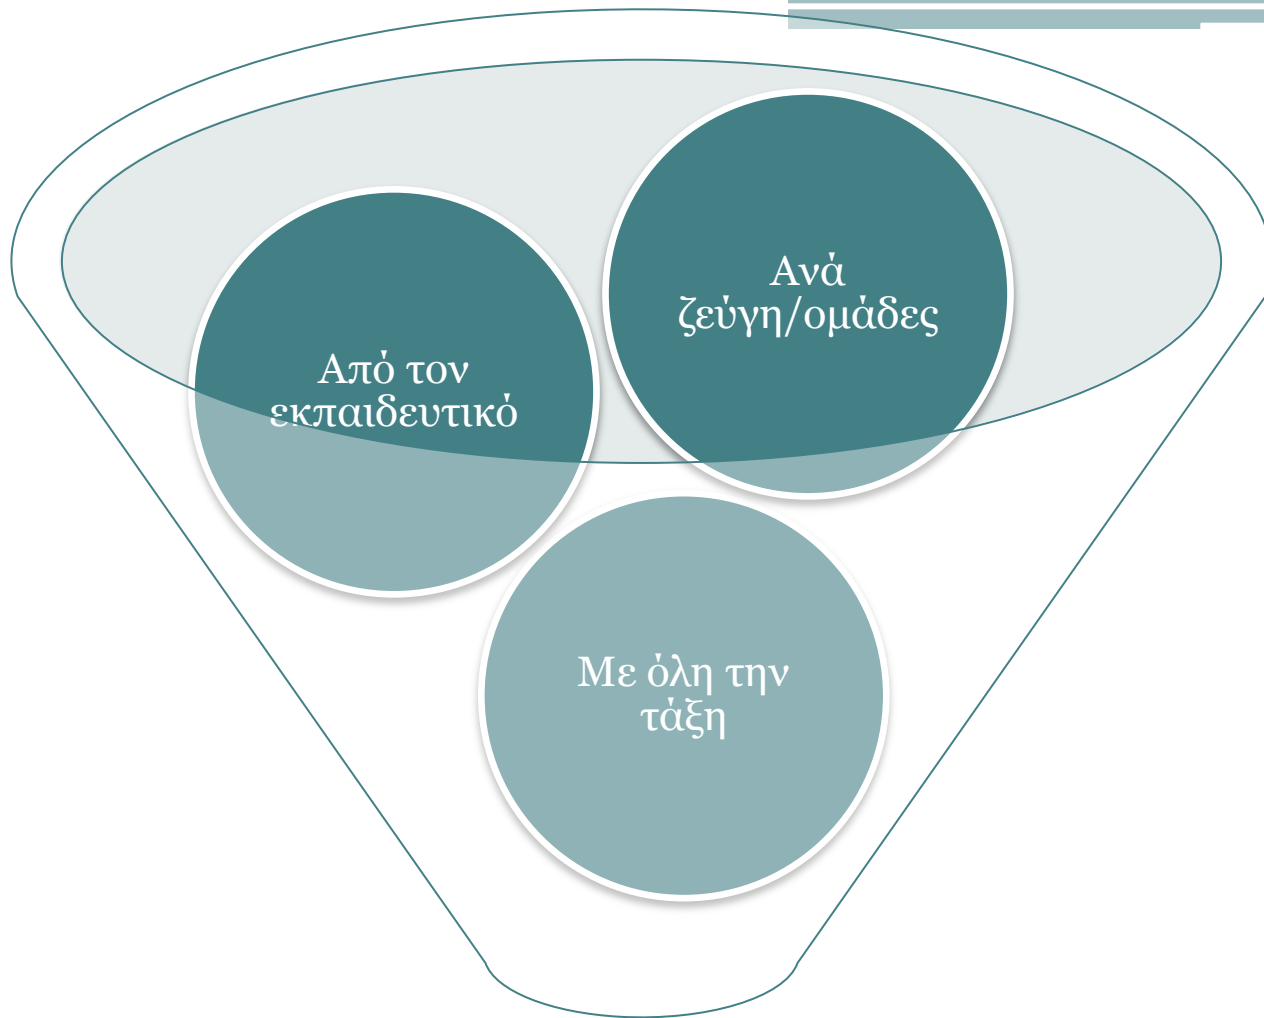 Ανά
ζεύγη/ομάδες
Από τον
εκπαιδευτικό
Με όλη την
τάξη